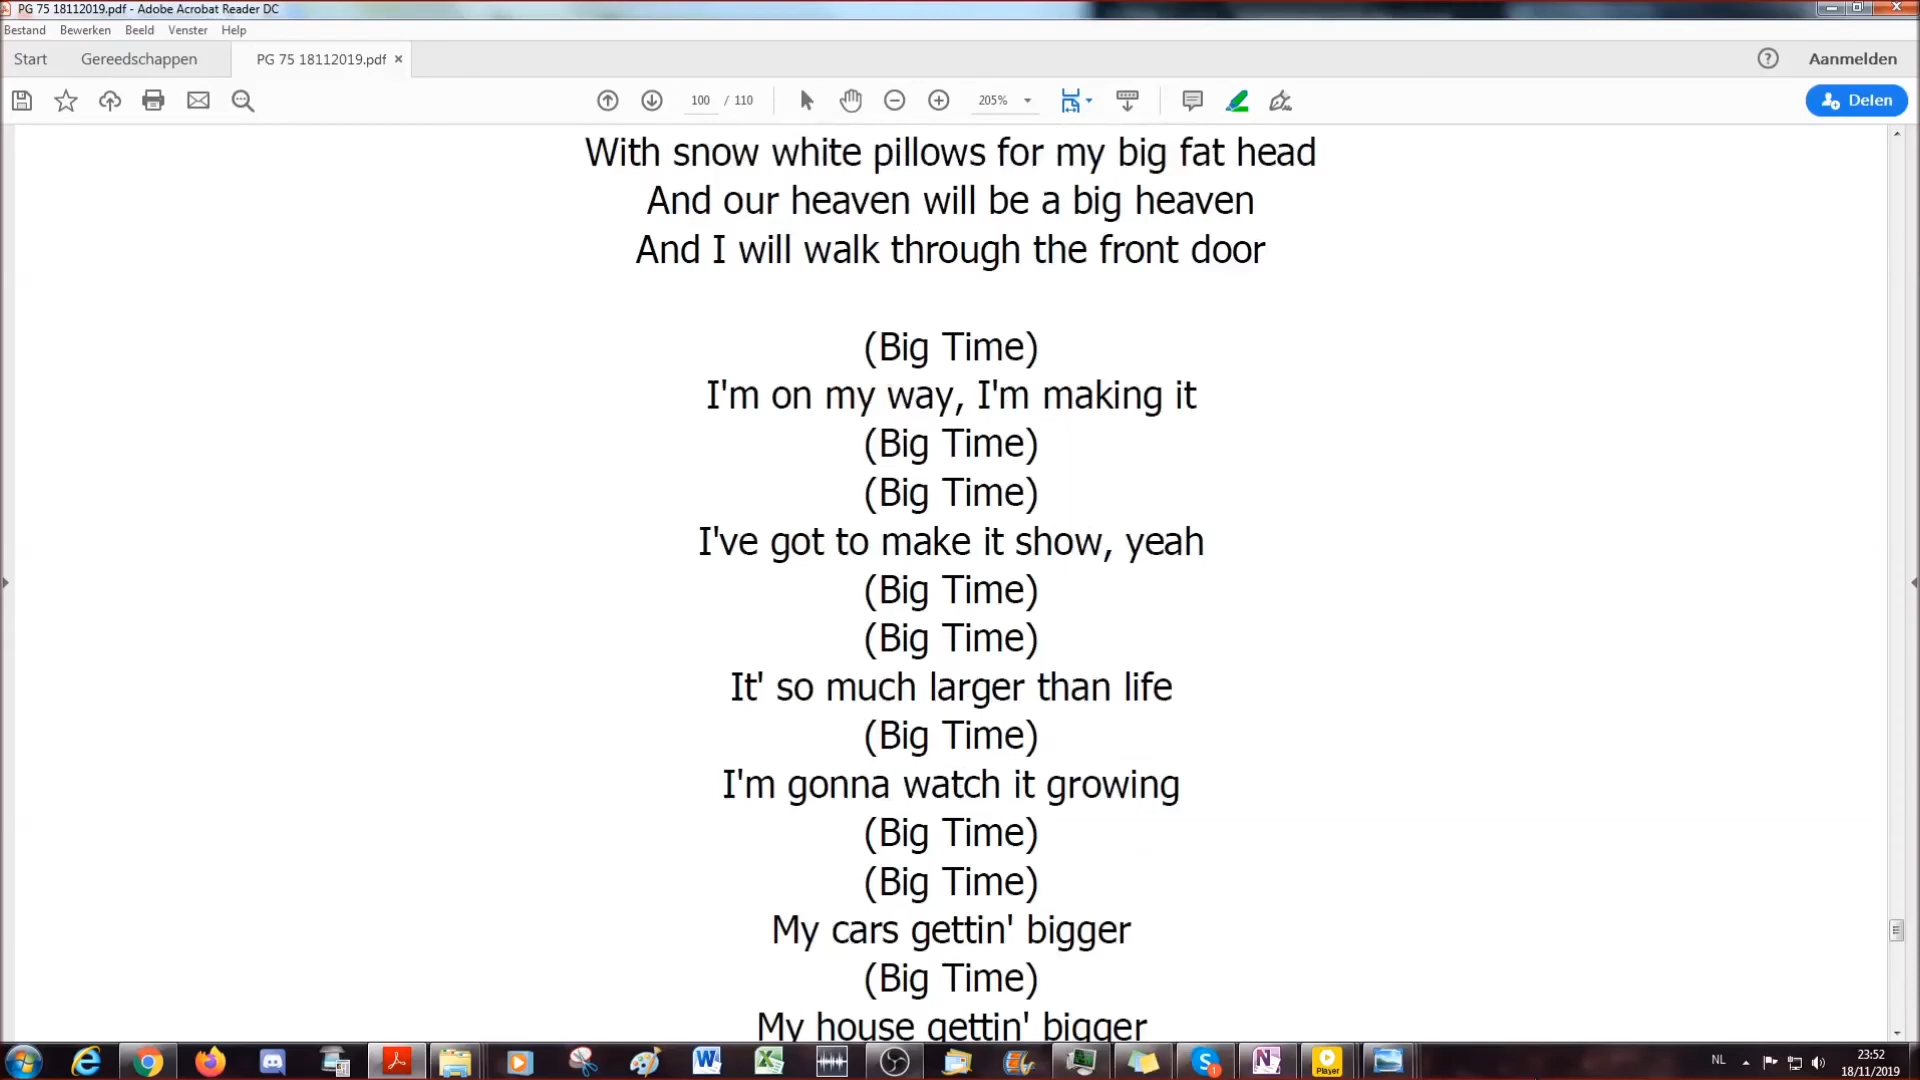 PG 75 18112019.pdf - Adobe Acrobat Reader DC
Bestand Bewerken Beeld Venster Help
Start Gereedschappen PG 75 18112019.pdf × Aanmelden
100 / 110 205% Delen
With snow white pillows for my big fat head
And our heaven will be a big heaven
And I will walk through the front door
(Big Time)
I'm on my way, I'm making it
(Big Time)
(Big Time)
I've got to make it show, yeah
(Big Time)
(Big Time)
It' so much larger than life
(Big Time)
I'm gonna watch it growing
(Big Time)
(Big Time)
My cars gettin' bigger
(Big Time)
My house gettin' bigger
Player
NL 23:52
18/11/2019